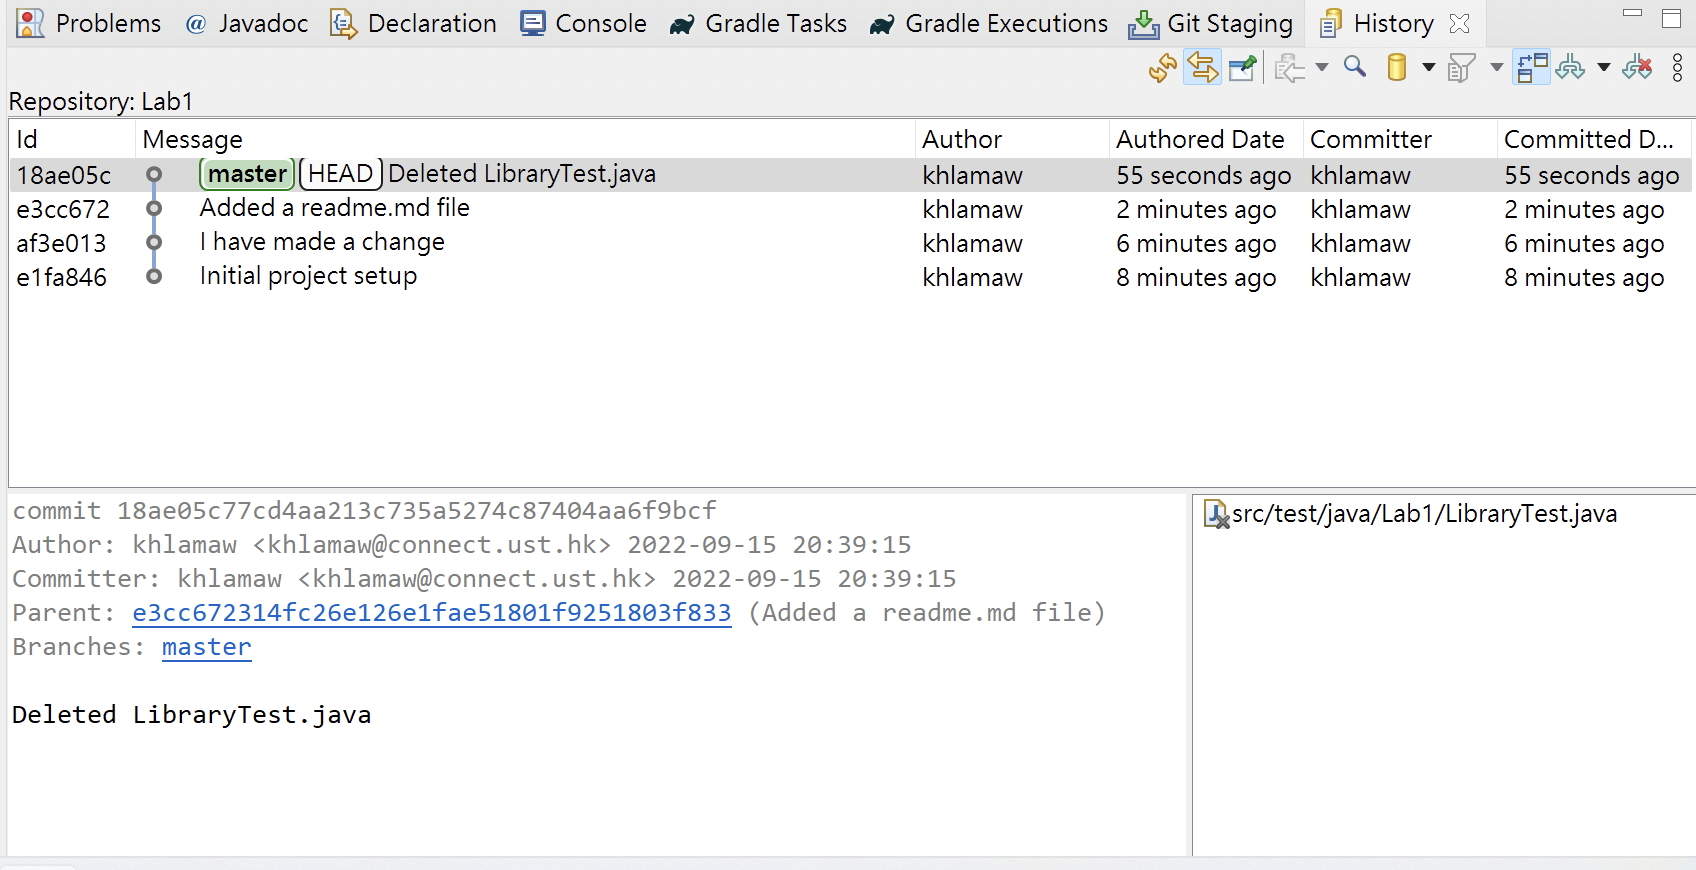 Problems @ Javadoc Declaration Console Gradle Tasks Gradle Executions Git Staging History
Repository: Lab1
Id Message Author Authored Date Committer Committed D...
18ae05c master HEAD Deleted LibraryTest.java khlamaw 55 seconds ago khlamaw 55 seconds ago
e3cc672 Added a readme.md file khlamaw 2 minutes ago khlamaw 2 minutes ago
af3e013 I have made a change khlamaw 6 minutes ago khlamaw 6 minutes ago
e1fa846 Initial project setup khlamaw 8 minutes ago khlamaw 8 minutes ago
commit 18ae05c77cd4aa213c735a5274c87404aa6f9bcf
Author: khlamaw <khlamaw@connect.ust.hk> 2022-09-15 20:39:15
Committer: khlamaw <khlamaw@connect.ust.hk> 2022-09-15 20:39:15
Parent: e3cc672314fc26e126e1fae51801f9251803f833 (Added a readme.md file)
Branches: master
Deleted LibraryTest.java
src/test/java/Lab1/LibraryTest.java